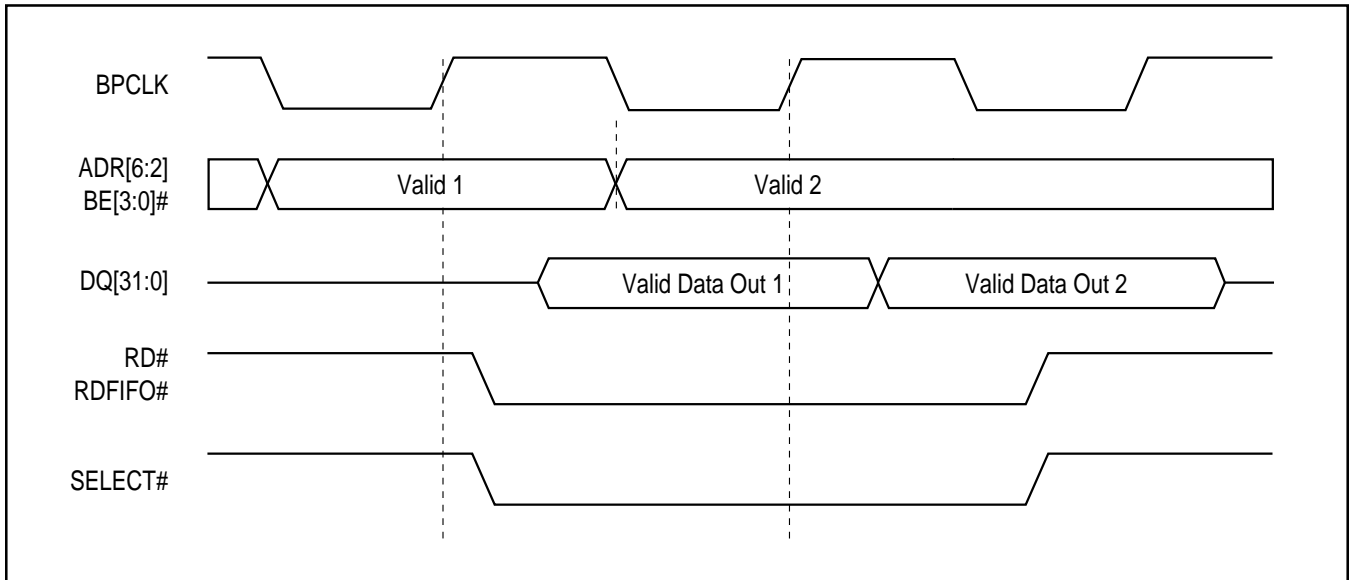 BPCLK
ADR[6:2]
BE[3:0]#
Valid 1
Valid 2
DQ[31:0]
Valid Data Out 1
Valid Data Out 2
RD#
RDFIFO#
SELECT#